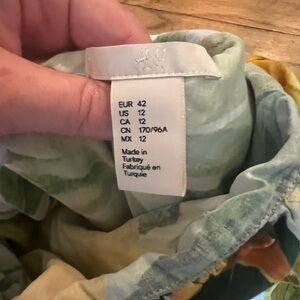 H&M
EUR 42
US 12
CA 12
CN 170/96A
MX 12
Made in
Turkey
Fabriqué en
Turquie